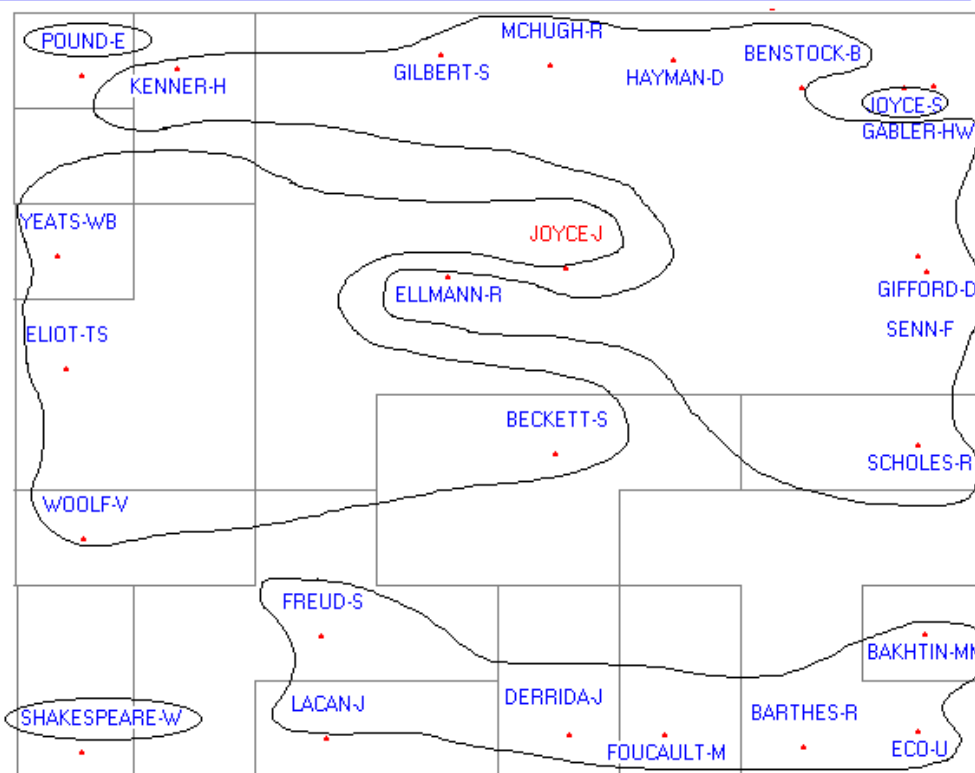 MCHUGH-R
POUND-E
BENSTOCK-B
GILBERT-S
HAYMAN-D
KENNER-H
JOYCE-S
GABLER-HW
YEATS-WB
JOYCE-J
ELLMANN-R
GIFFORD-D
ELIOT-TS
SENN-F
BECKETT-S
SCHOLES-R
WOOLF-V
FREUD-S
BAKHTIN-MM
DERRIDA-J
LACAN-J
BARTHES-R
SHAKESPEARE-W
FOUCAULT-M
ECO-U